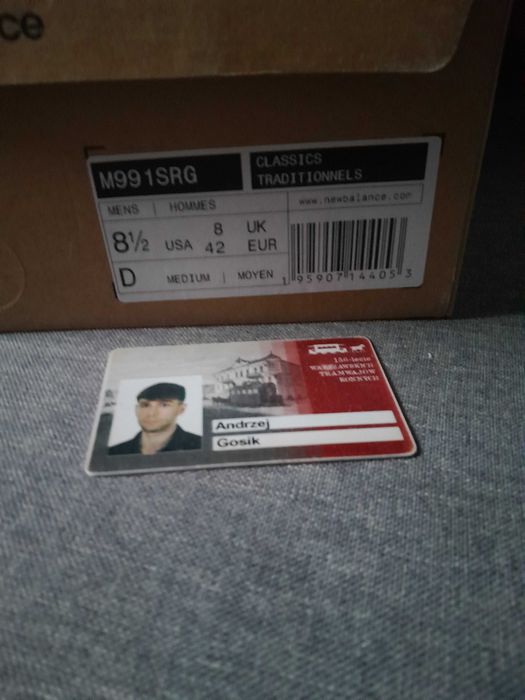 ce
M991SRG
CLASSICS
TRADITIONNELS
MENS | HOMMES
www.newbalance.com
8½ USA 8 UK
42 EUR
D MEDIUM | MOYEN
1 95907 14405 3
150-lecie
WARSZAWSKICH
TRAMWAJÓW
KONNYCH
Andrzej
Gosik